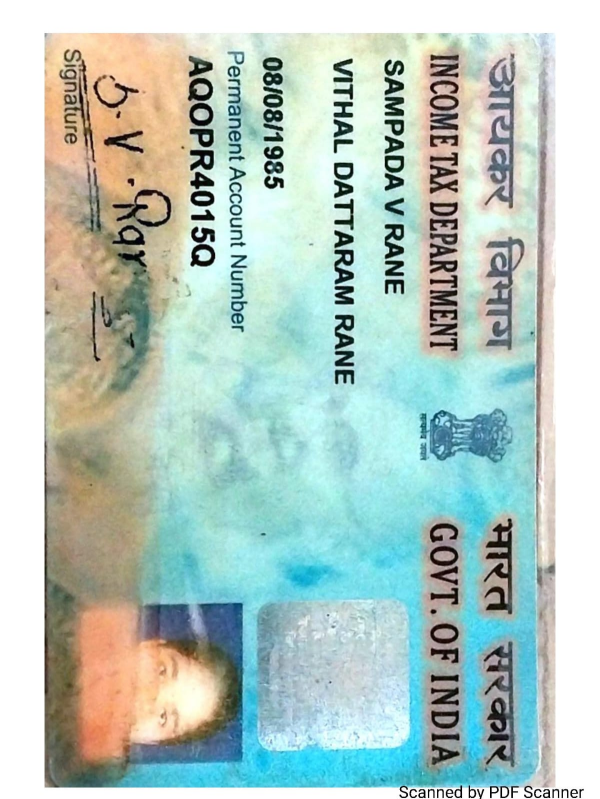 आयकर विभाग
INCOME TAX DEPARTMENT
सत्यमेव जयते
भारत सरकार
GOVT. OF INDIA
SAMPADA V RANE
VITHAL DATTARAM RANE
08/08/1985
Permanent Account Number
AQOPR4015Q
S.V.
Signature
Scanned by PDF Scanner